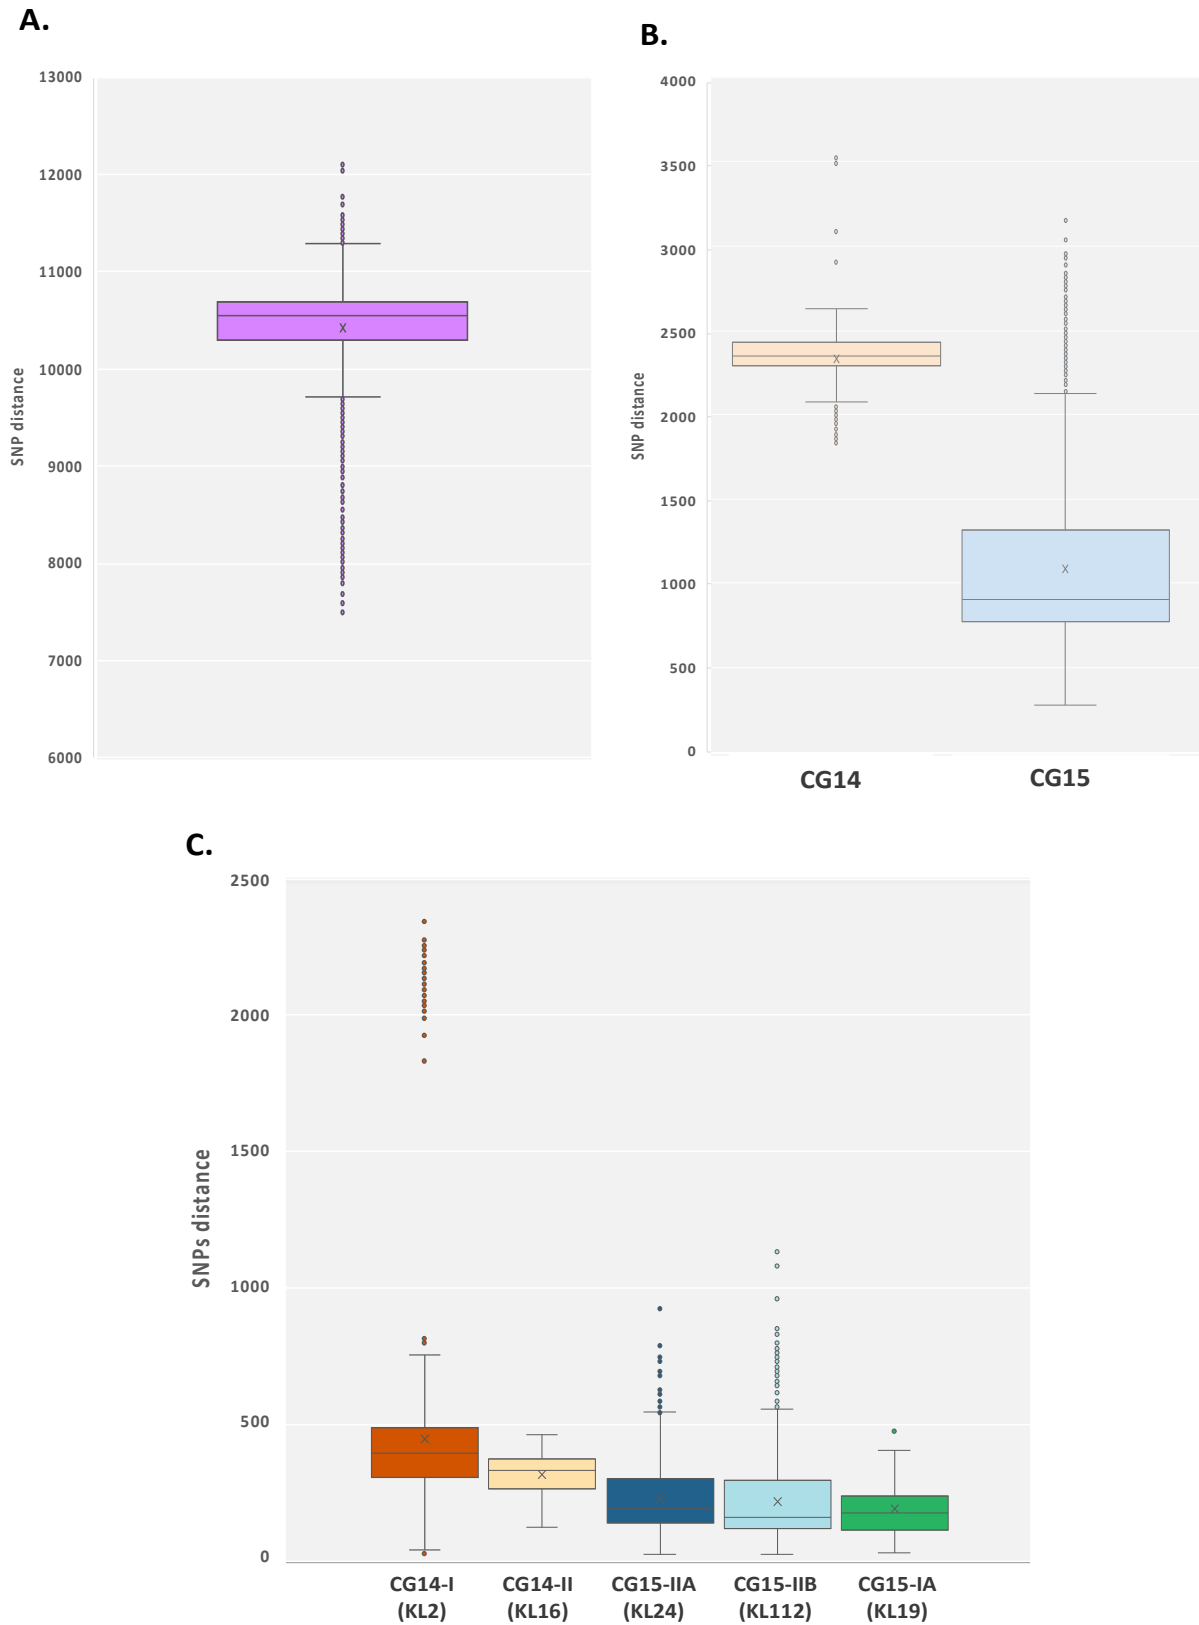 A.
13000
12000
11000
10000
9000
8000
7000
6000
SNP distance
B.
4000
3500
3000
2500
2000
1500
1000
500
0
SNP distance
CG14
CG15
C.
2500
2000
1500
1000
500
0
SNPs distance
CG14-I
(KL2)
CG14-II
(KL16)
CG15-IIA
(KL24)
CG15-IIB
(KL112)
CG15-IA
(KL19)